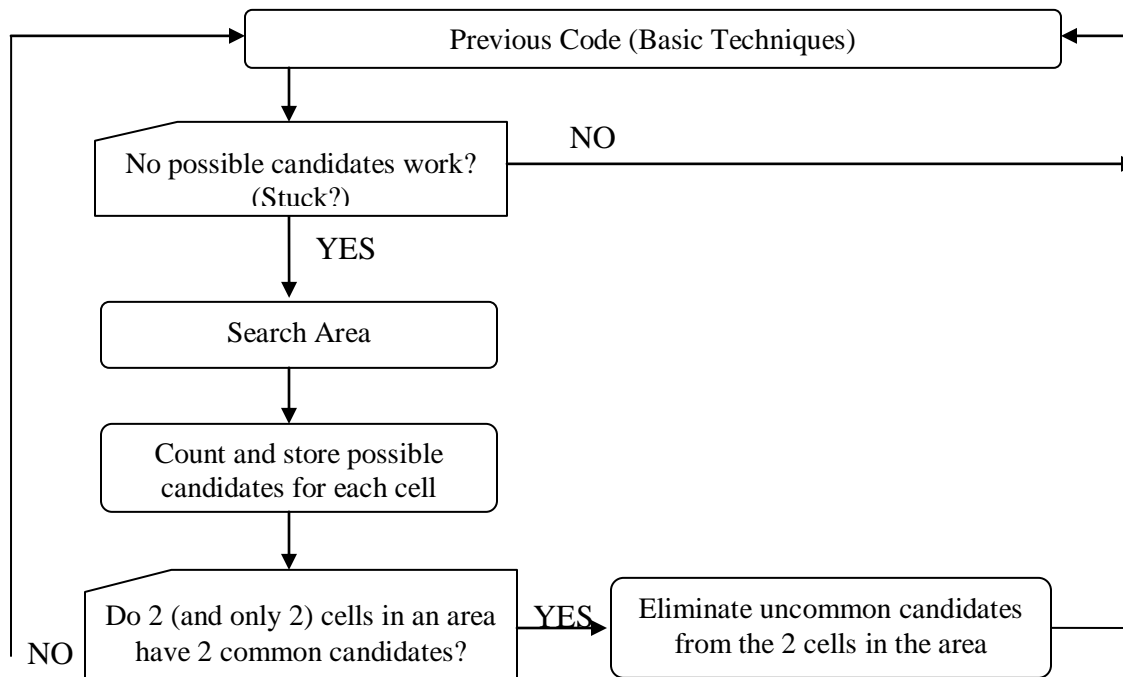 Previous Code (Basic Techniques)
NO
No possible candidates work?
(Stuck?)
YES
Search Area
Count and store possible
candidates for each cell
Do 2 (and only 2) cells in an area
have 2 common candidates?
NO
YES
Eliminate uncommon candidates
from the 2 cells in the area